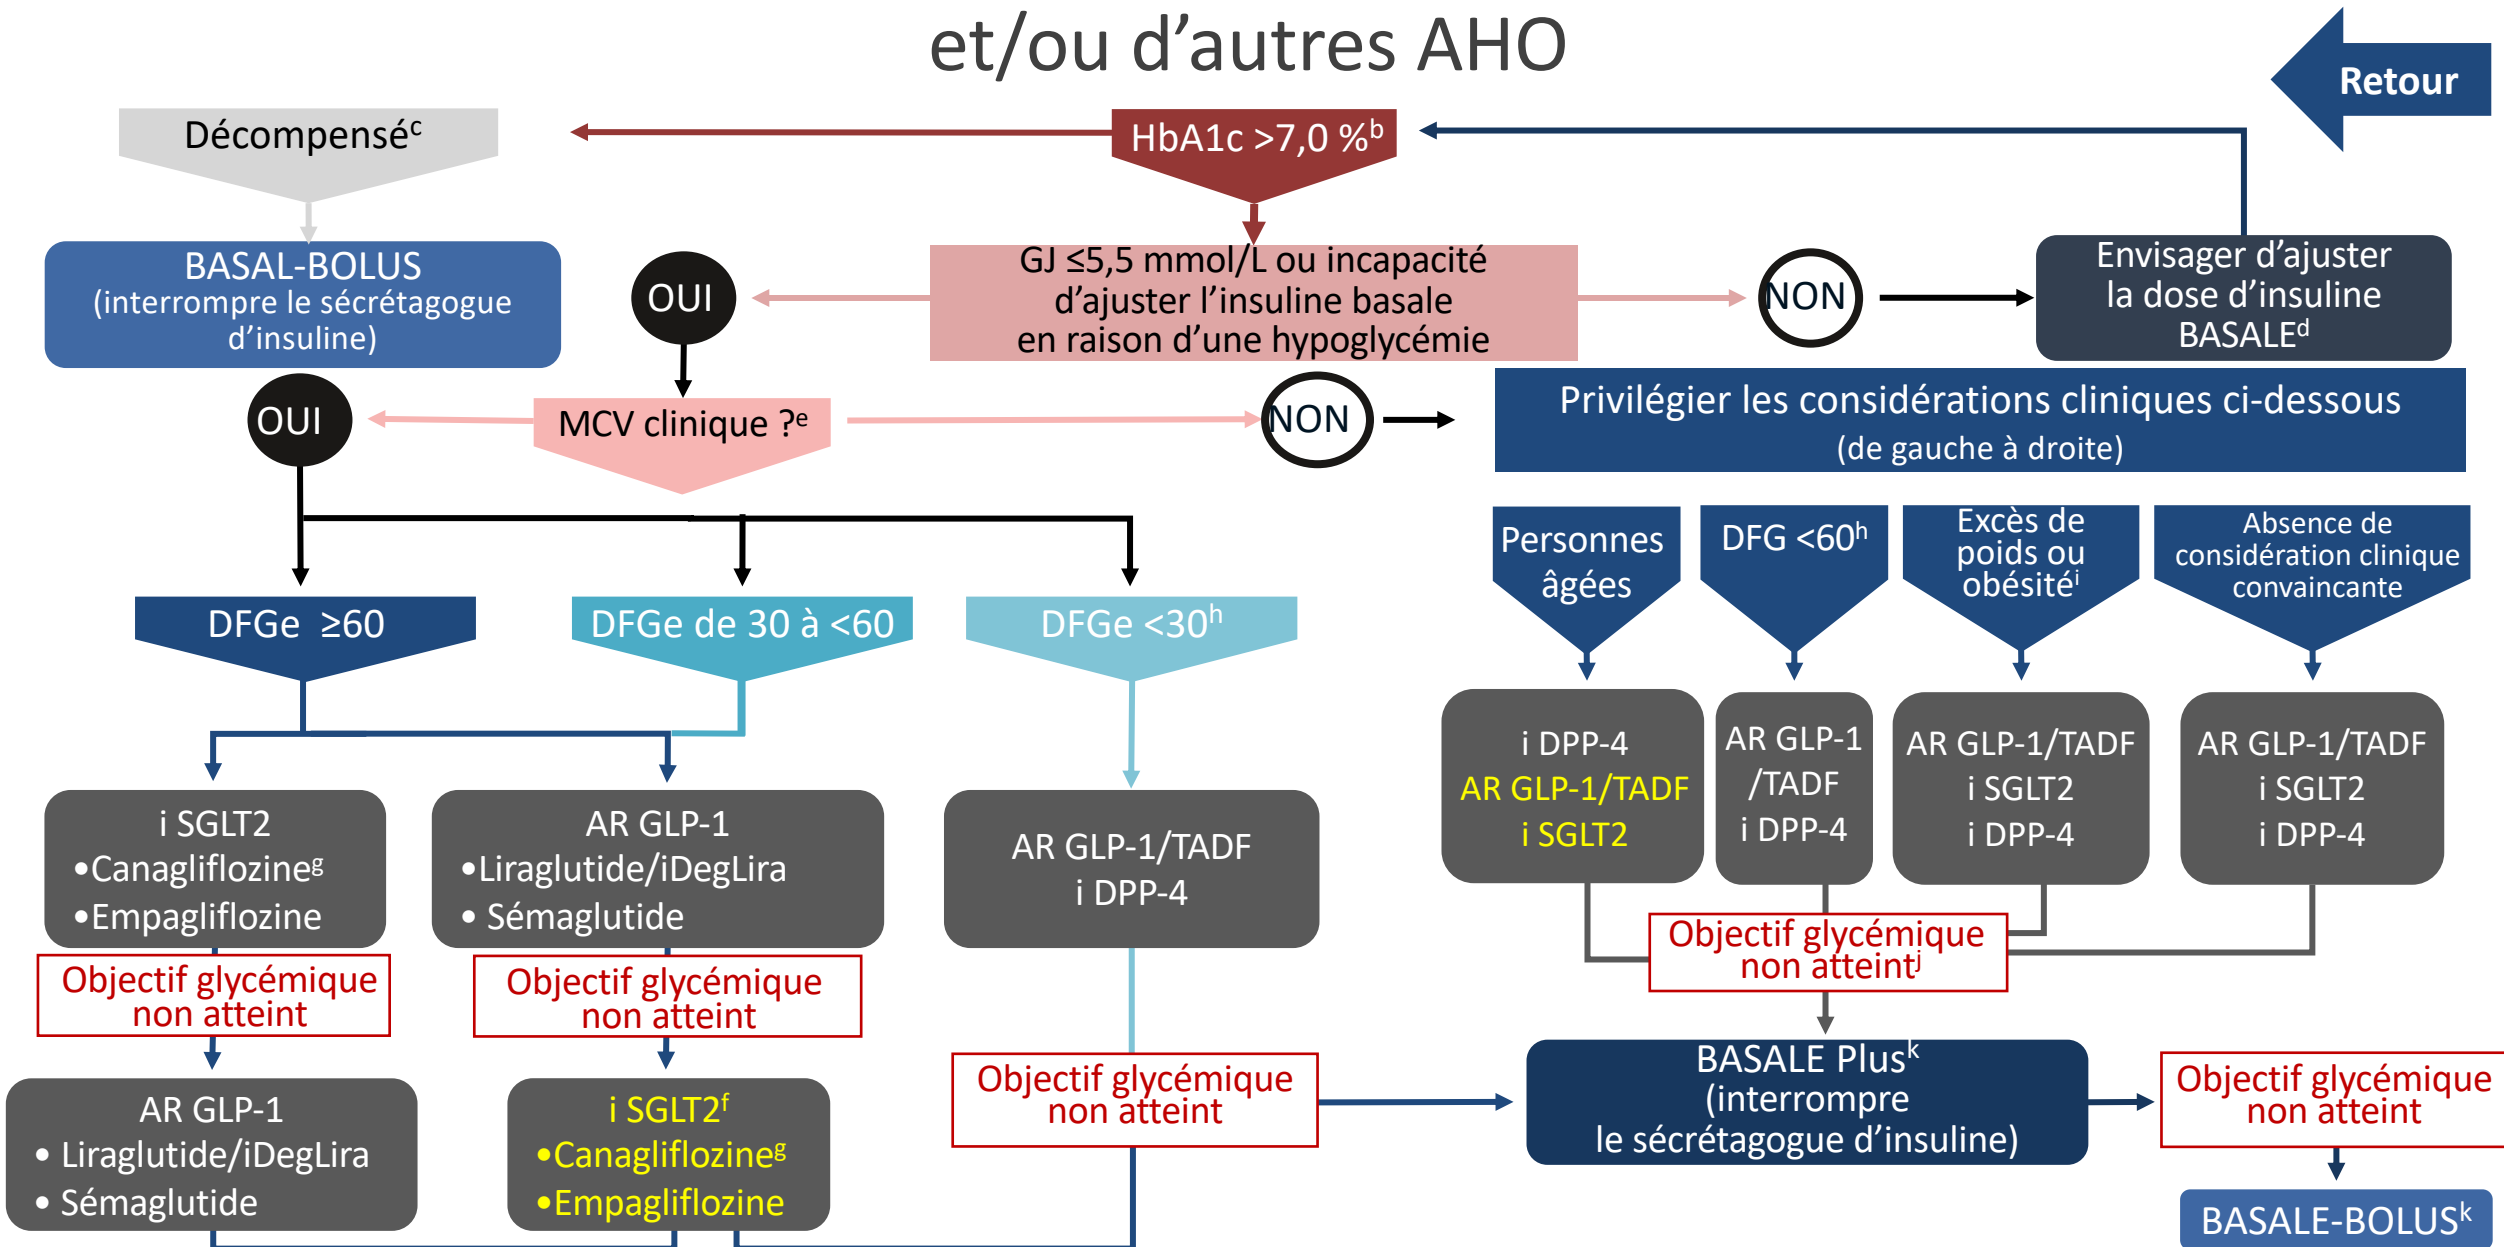 et/ou d’autres AHO
Retour
Décompenséᶜ
HbA1c >7,0 %ᵇ
BASAL-BOLUS
(interrompre le sécrétagogue
d’insuline)
OUI
GJ ≤5,5 mmol/L ou incapacité
d’ajuster l’insuline basale
en raison d’une hypoglycémie
NON
Envisager d’ajuster
la dose d’insuline
BASALEᵈ
OUI
MCV clinique ?ᵉ
NON
Privilégier les considérations cliniques ci-dessous
(de gauche à droite)
DFGe ≥60
DFGe de 30 à <60
DFGe <30ʰ
Personnes
âgées
DFG <60ʰ
Excès de
poids ou
obésitéⁱ
Absence de
considération clinique
convaincante
i SGLT2
•Canagliflozineᵍ
•Empagliflozine
AR GLP-1
•Liraglutide/iDegLira
• Sémaglutide
AR GLP-1/TADF
i DPP-4
i DPP-4
AR GLP-1/TADF
i SGLT2
AR GLP-1
/TADF
i DPP-4
AR GLP-1/TADF
i SGLT2
i DPP-4
AR GLP-1/TADF
i SGLT2
i DPP-4
Objectif glycémique
non atteint
Objectif glycémique
non atteint
Objectif glycémique
non atteintʲ
AR GLP-1
• Liraglutide/iDegLira
• Sémaglutide
i SGLT2ᶠ
•Canagliflozineᵍ
•Empagliflozine
Objectif glycémique
non atteint
BASALE Plusᵏ
(interrompre
le sécrétagogue d’insuline)
Objectif glycémique
non atteint
BASALE-BOLUSᵏ